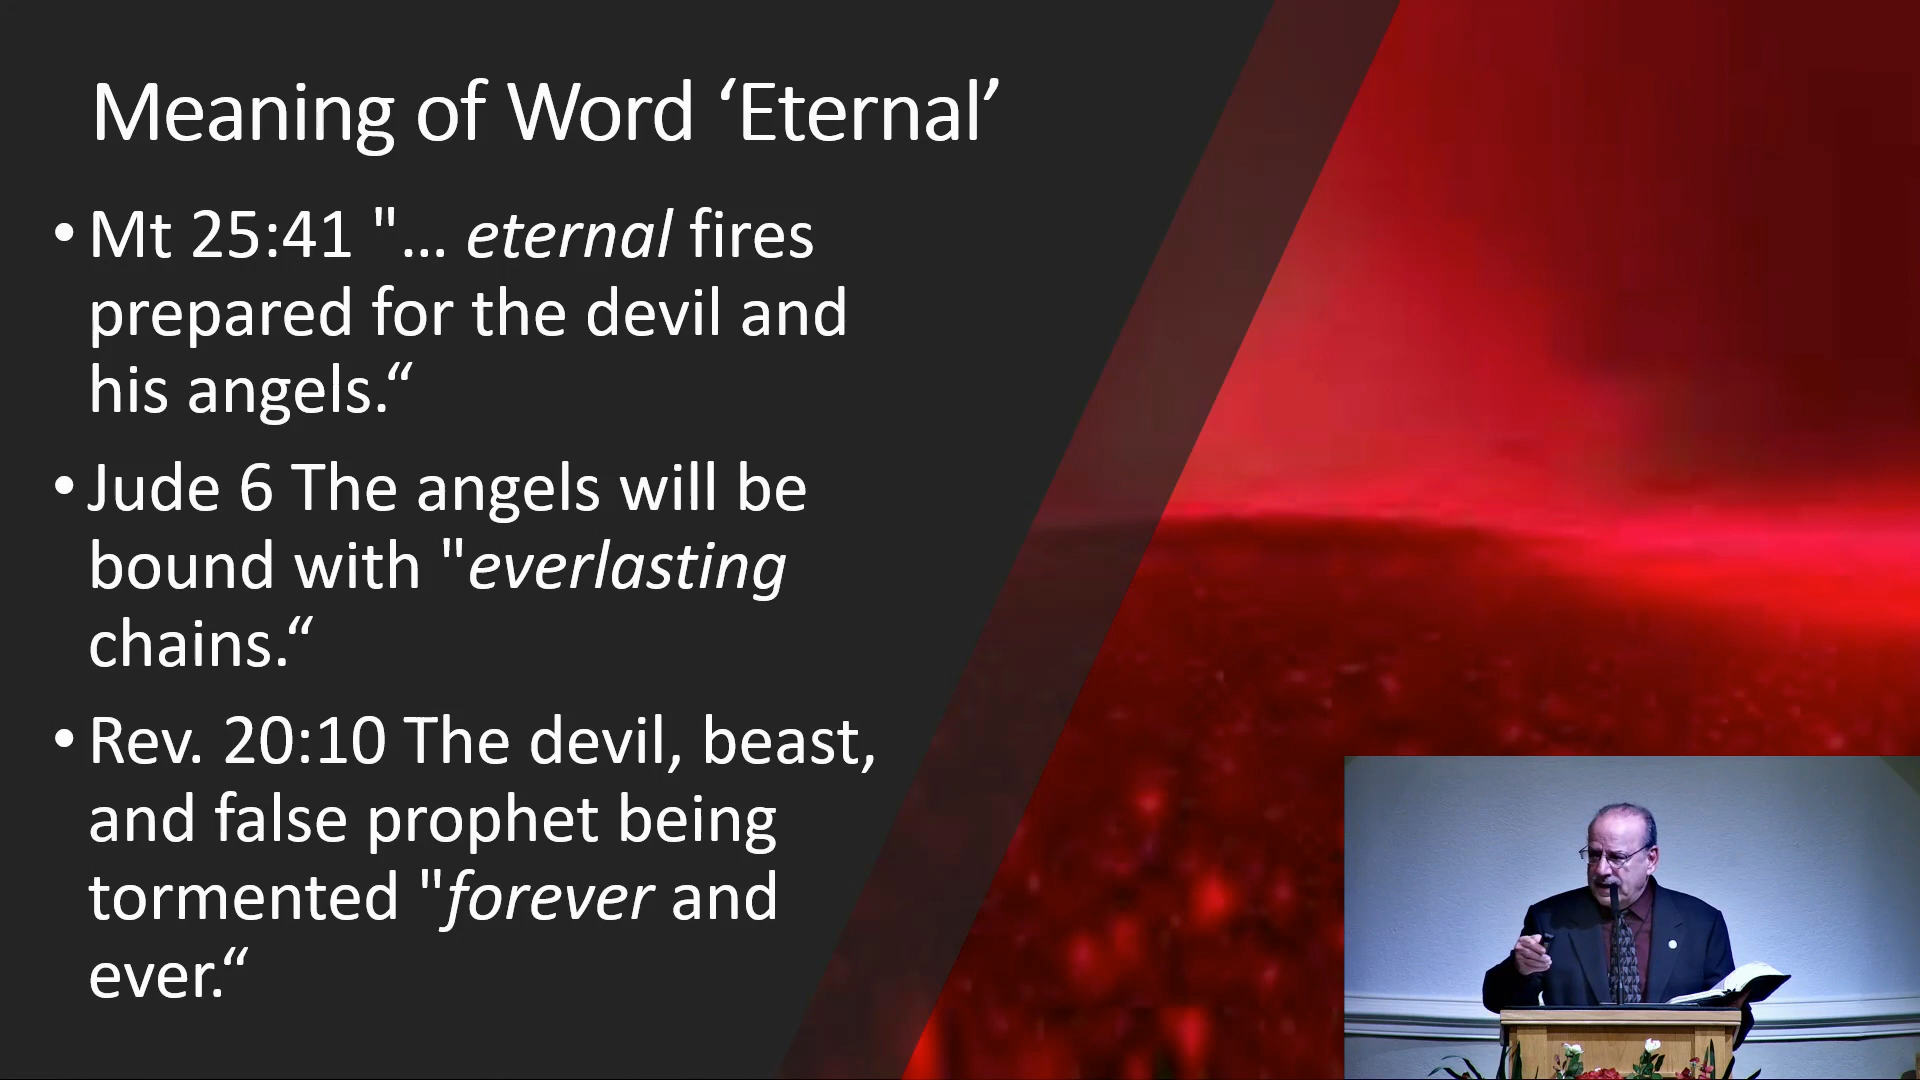 Meaning of Word ‘Eternal’
• Mt 25:41 "... eternal fires
prepared for the devil and
his angels.“
• Jude 6 The angels will be
bound with "everlasting
chains.“
• Rev. 20:10 The devil, beast,
and false prophet being
tormented "forever and
ever.“